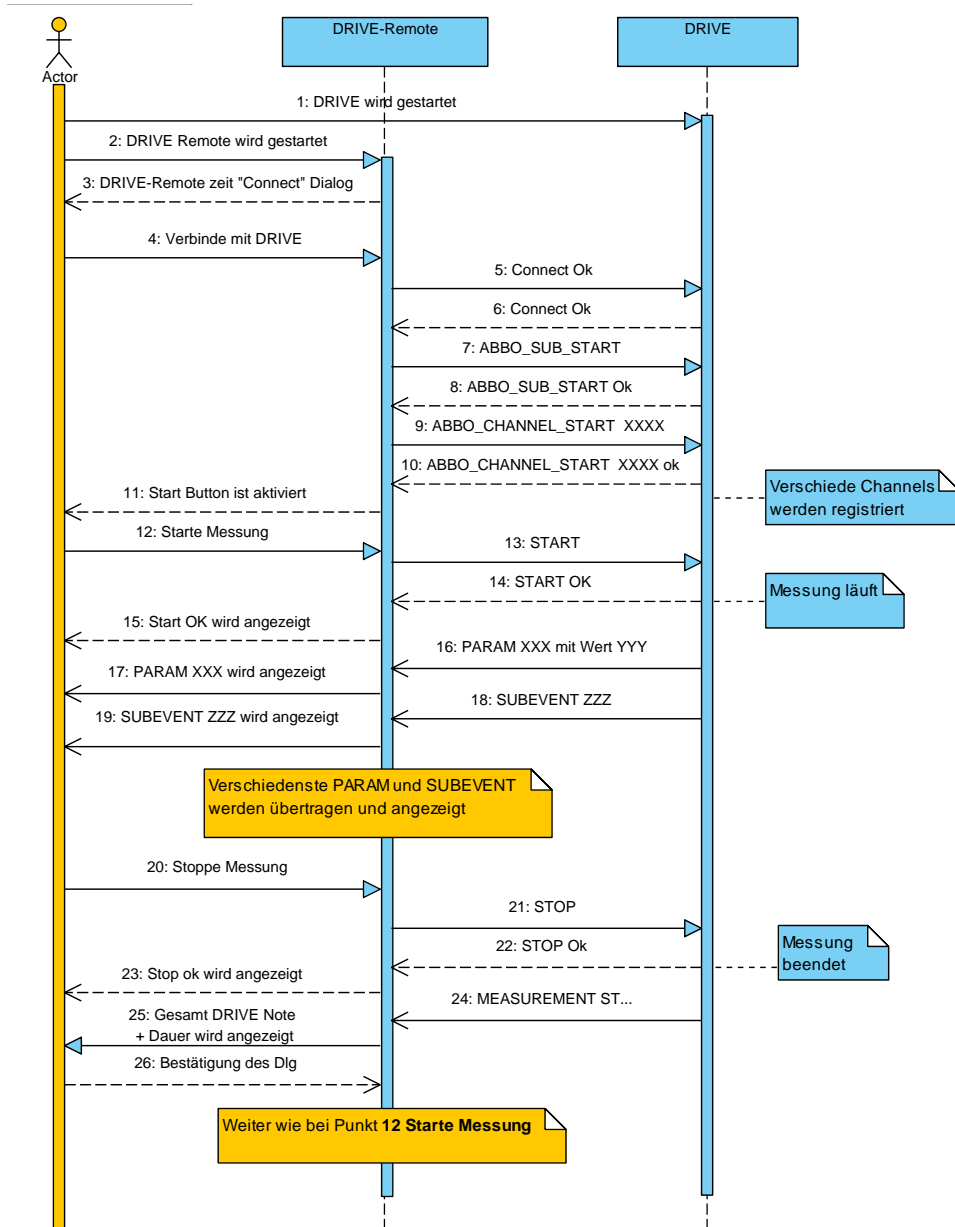 DRIVE-Remote
DRIVE
Actor
1: DRIVE wird gestartet
2: DRIVE Remote wird gestartet
3: DRIVE-Remote zeit "Connect" Dialog
4: Verbinde mit DRIVE
5: Connect Ok
6: Connect Ok
7: ABBO_SUB_START
8: ABBO_SUB_START Ok
9: ABBO_CHANNEL_START XXXX
10: ABBO_CHANNEL_START XXXX ok
Verschiede Channels
werden registriert
11: Start Button ist aktiviert
12: Starte Messung
13: START
14: START OK
Messung läuft
15: Start OK wird angezeigt
16: PARAM XXX mit Wert YYY
17: PARAM XXX wird angezeigt
18: SUBEVENT ZZZ
19: SUBEVENT ZZZ wird angezeigt
Verschiedenste PARAM und SUBEVENT
werden übertragen und angezeigt
20: Stoppe Messung
21: STOP
22: STOP Ok
Messung
beendet
23: Stop ok wird angezeigt
24: MEASUREMENT ST...
25: Gesamt DRIVE Note
+ Dauer wird angezeigt
26: Bestätigung des Dlg
Weiter wie bei Punkt 12 Starte Messung